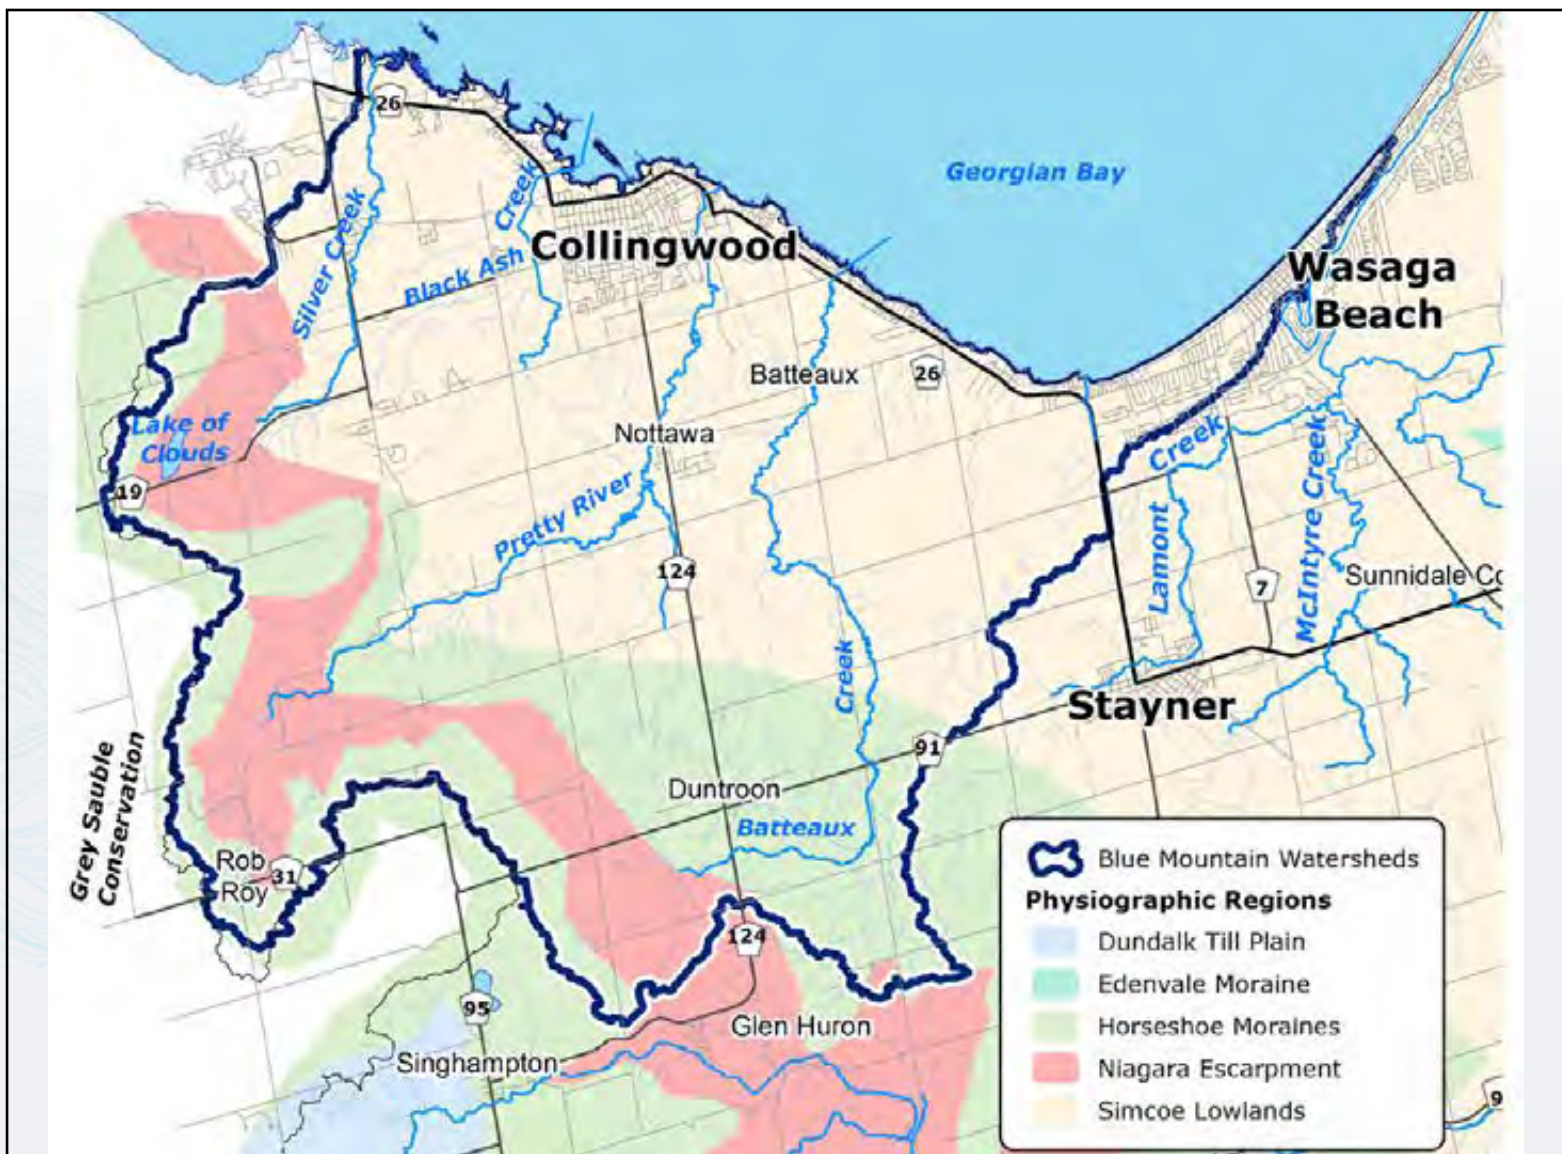 26
Georgian Bay
Creek
Silver Creek
Black Ash
Collingwood
Wasaga
Beach
Batteaux
26
Lake of
Clouds
Nottawa
Creek
19
Pretty River
Lamont
McIntyre Creek
124
7
Sunnidale Co
Creek
Stayner
91
Grey Sauble
Conservation
Duntroon
Batteaux
Rob
Roy
31
124
95
Glen Huron
Singhampton
Blue Mountain Watersheds
Physiographic Regions
Dundalk Till Plain
Edenvale Moraine
Horseshoe Moraines
Niagara Escarpment
Simcoe Lowlands
9